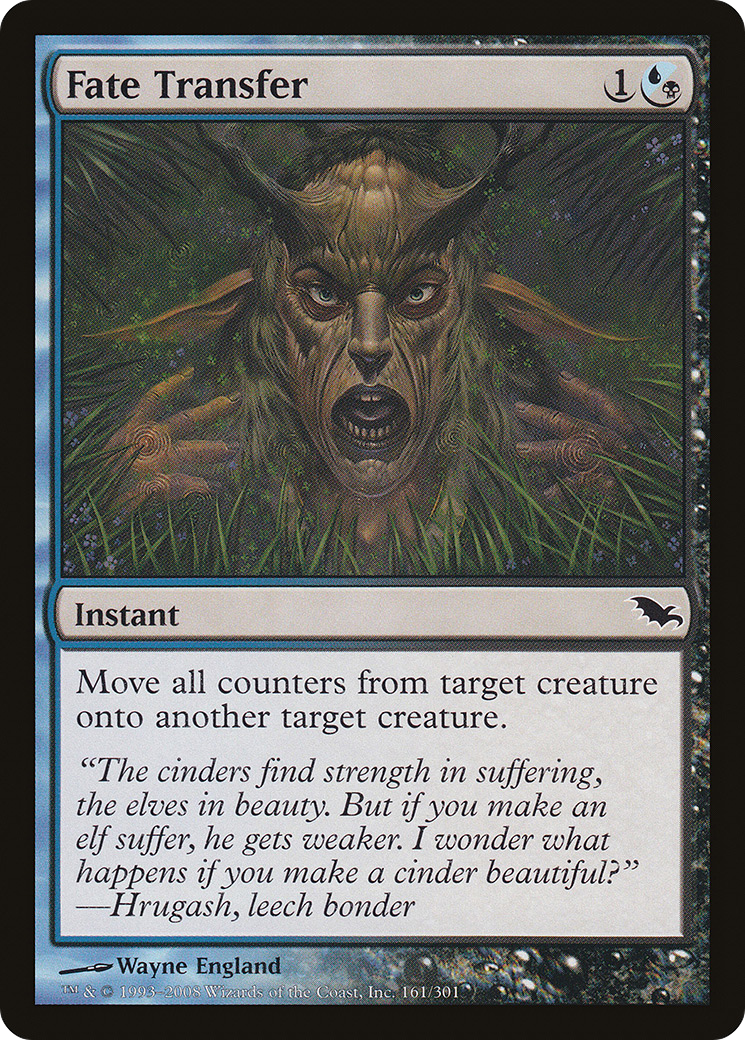 Fate Transfer 1
Instant
Move all counters from target creature
onto another target creature.
“The cinders find strength in suffering,
the elves in beauty. But if you make an
elf suffer, he gets weaker. I wonder what
happens if you make a cinder beautiful?”
—Hrugash, leech bonder
Wayne England
™ & © 1993–2008 Wizards of the Coast, Inc. 161/301